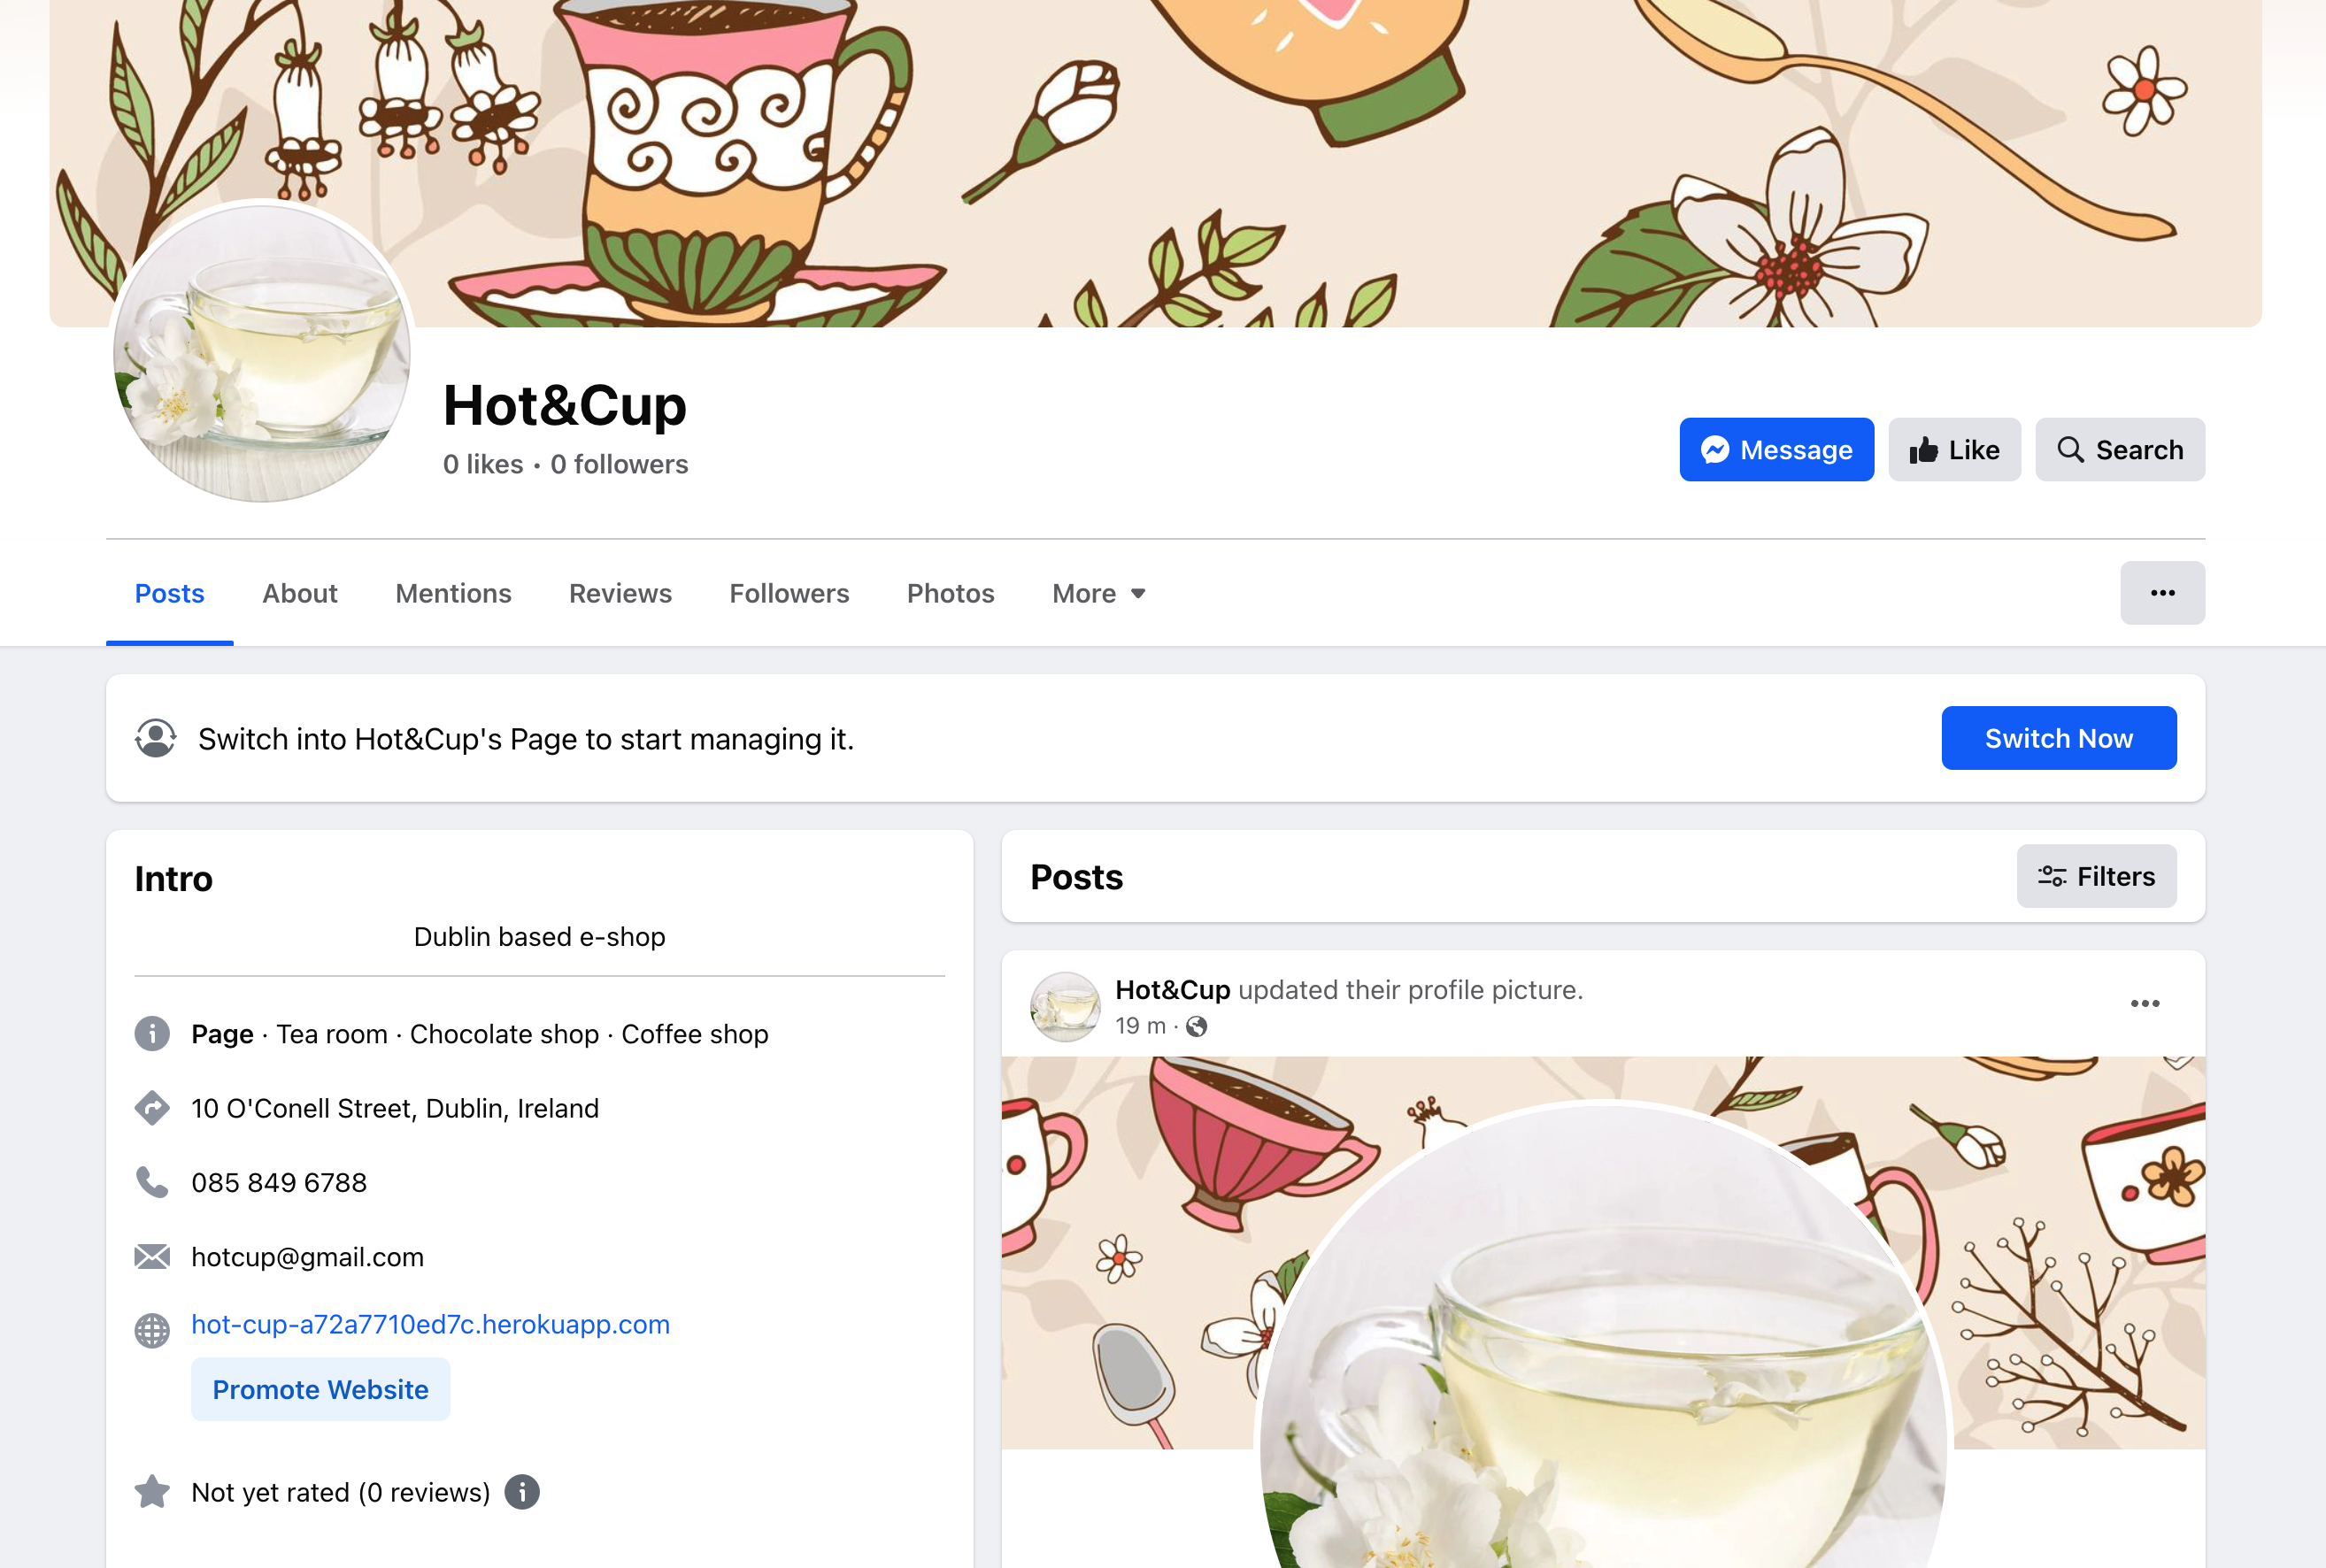 Hot&Cup
0 likes • 0 followers
Message
Like
Search
Posts
About
Mentions
Reviews
Followers
Photos
More
Switch into Hot&Cup's Page to start managing it.
Switch Now
Intro
Dublin based e-shop
Page · Tea room · Chocolate shop · Coffee shop
10 O'Conell Street, Dublin, Ireland
085 849 6788
hotcup@gmail.com
hot-cup-a72a7710ed7c.herokuapp.com
Promote Website
Not yet rated (0 reviews)
Posts
Filters
Hot&Cup updated their profile picture.
19 m ·